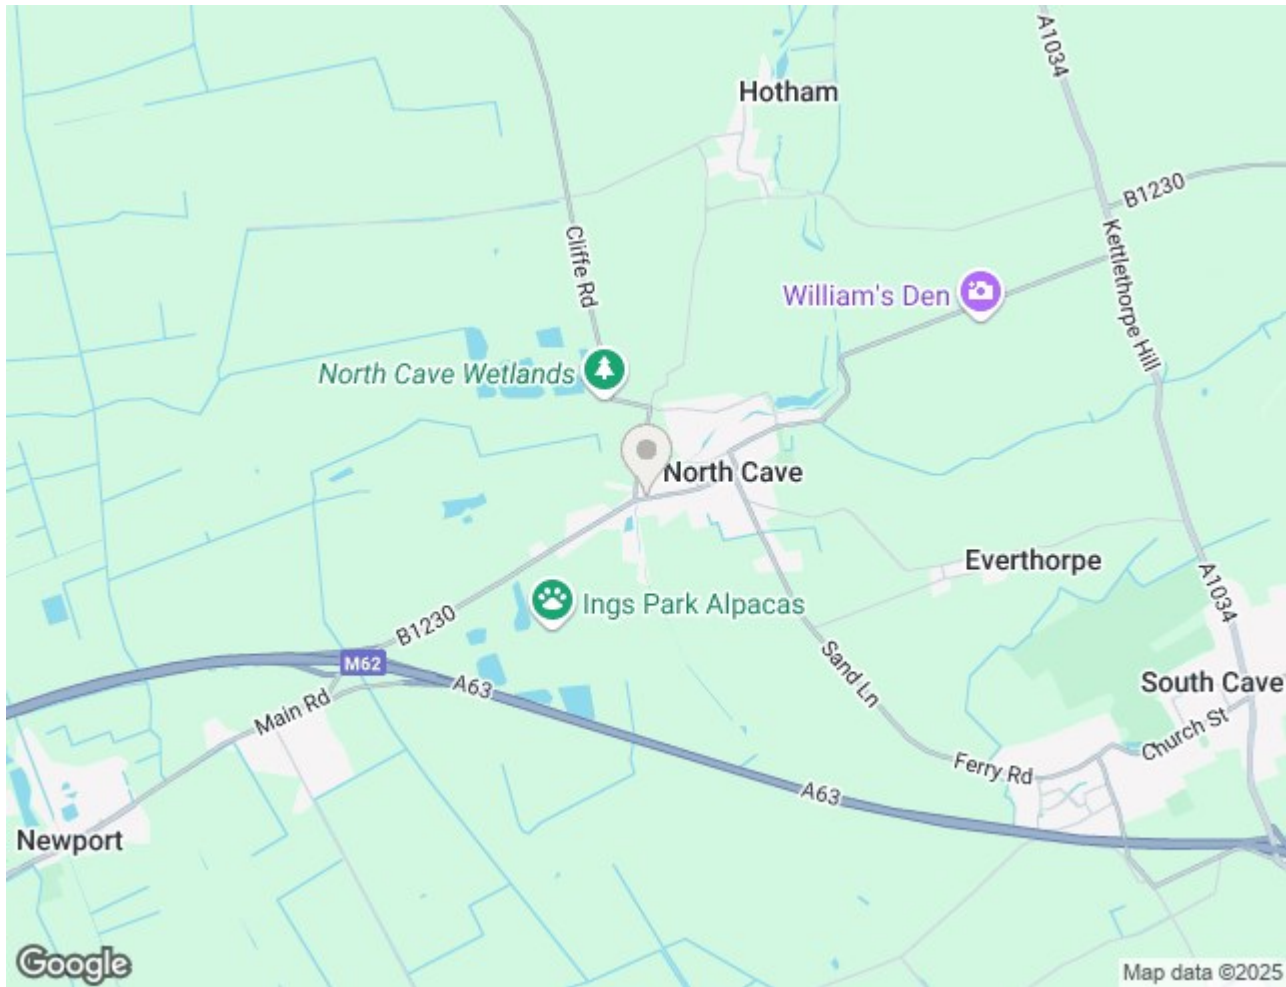 A1034
Hotham
B1230
Cliffe Rd
Kettlethorpe Hill
William's Den
North Cave Wetlands
North Cave
Everthorpe
Ings Park Alpacas
A1034
B1230
M62
A63
Sand Ln
South Cave
Main Rd
Church St
Ferry Rd
A63
Newport
Google
Map data ©2025